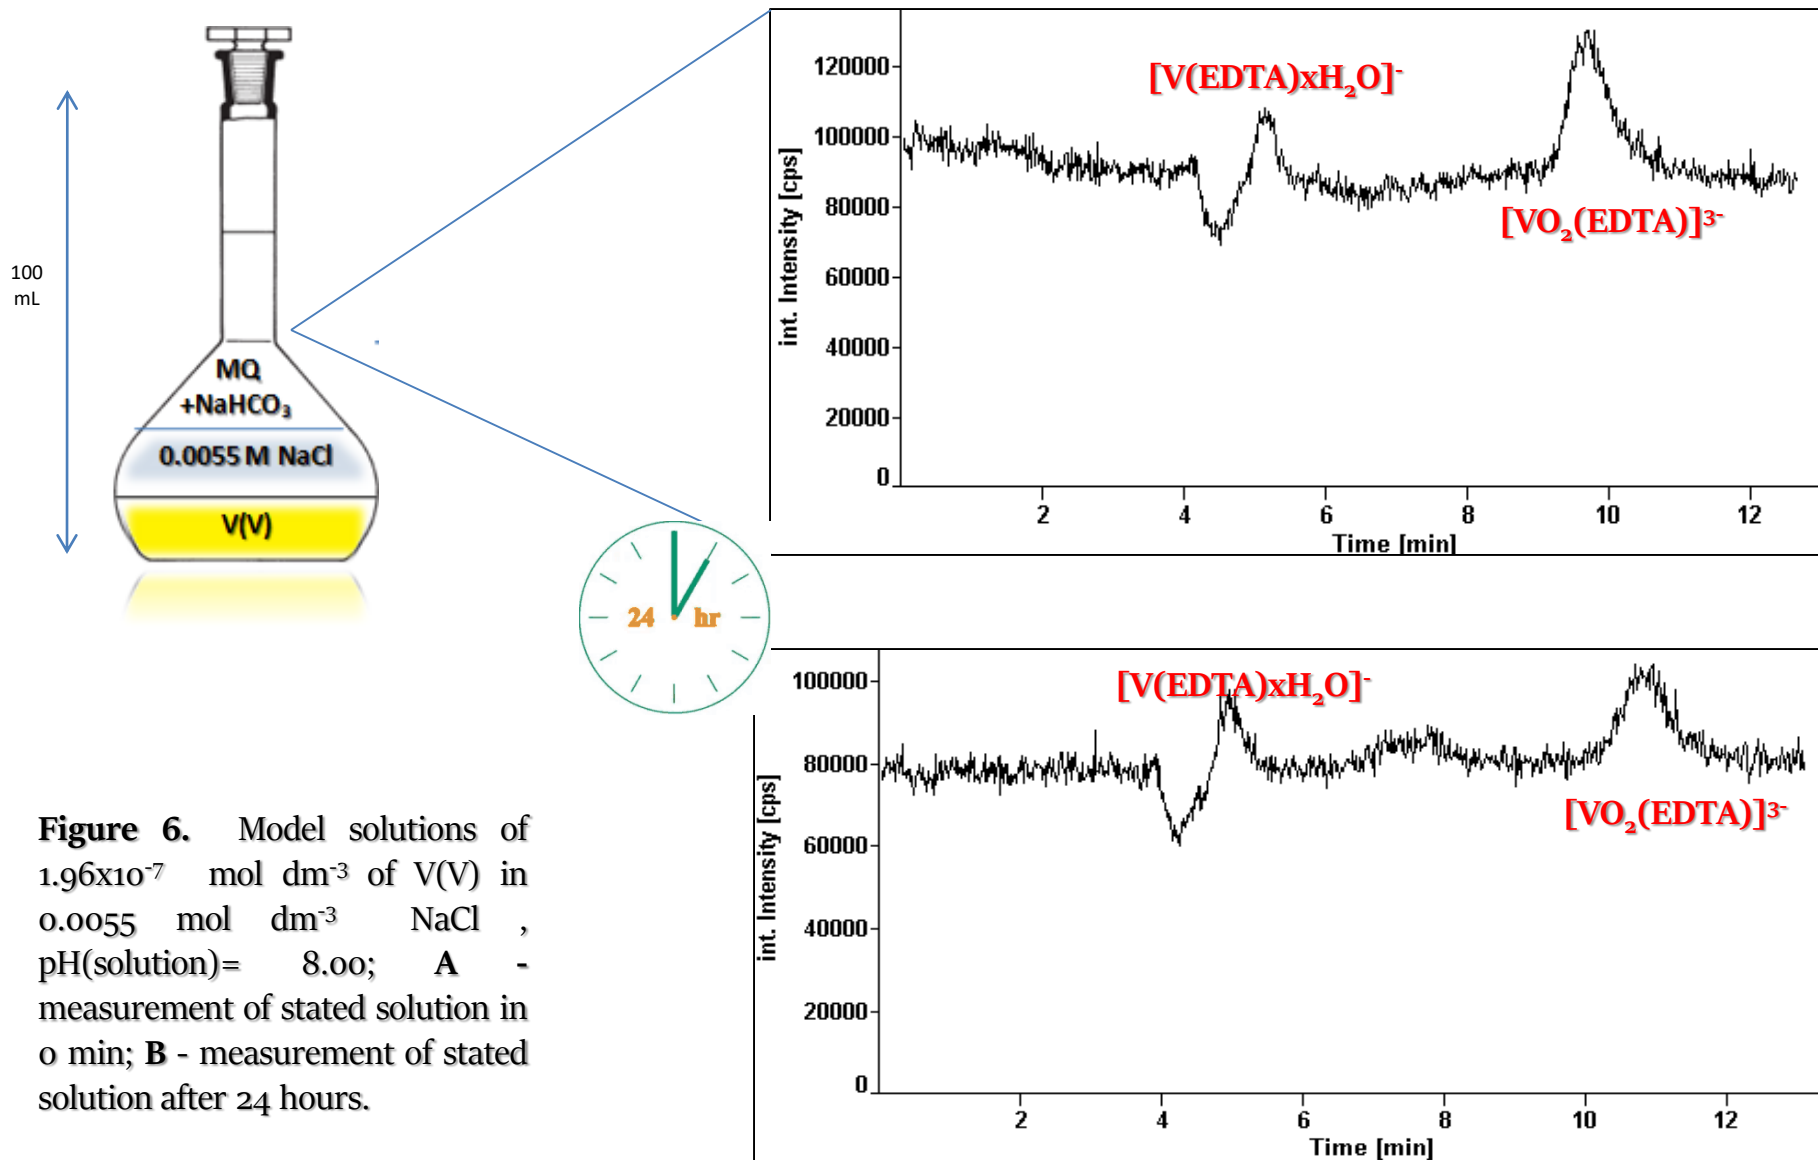 100
mL
MQ
+NaHCO₃
0.0055 M NaCl
V(V)
120000
100000
80000
60000
40000
20000
0
int. Intensity [cps]
[V(EDTA)xH₂O]⁻
[VO₂(EDTA)]³⁻
2 4 6 8 10 12
Time [min]
24 hr
100000
80000
60000
40000
20000
0
int. Intensity [cps]
[V(EDTA)xH₂O]⁻
[VO₂(EDTA)]³⁻
2 4 6 8 10 12
Time [min]
Figure 6. Model solutions of
1.96x10⁻⁷ mol dm⁻³ of V(V) in
0.0055 mol dm⁻³ NaCl ,
pH(solution)= 8.00; A -
measurement of stated solution in
0 min; B - measurement of stated
solution after 24 hours.